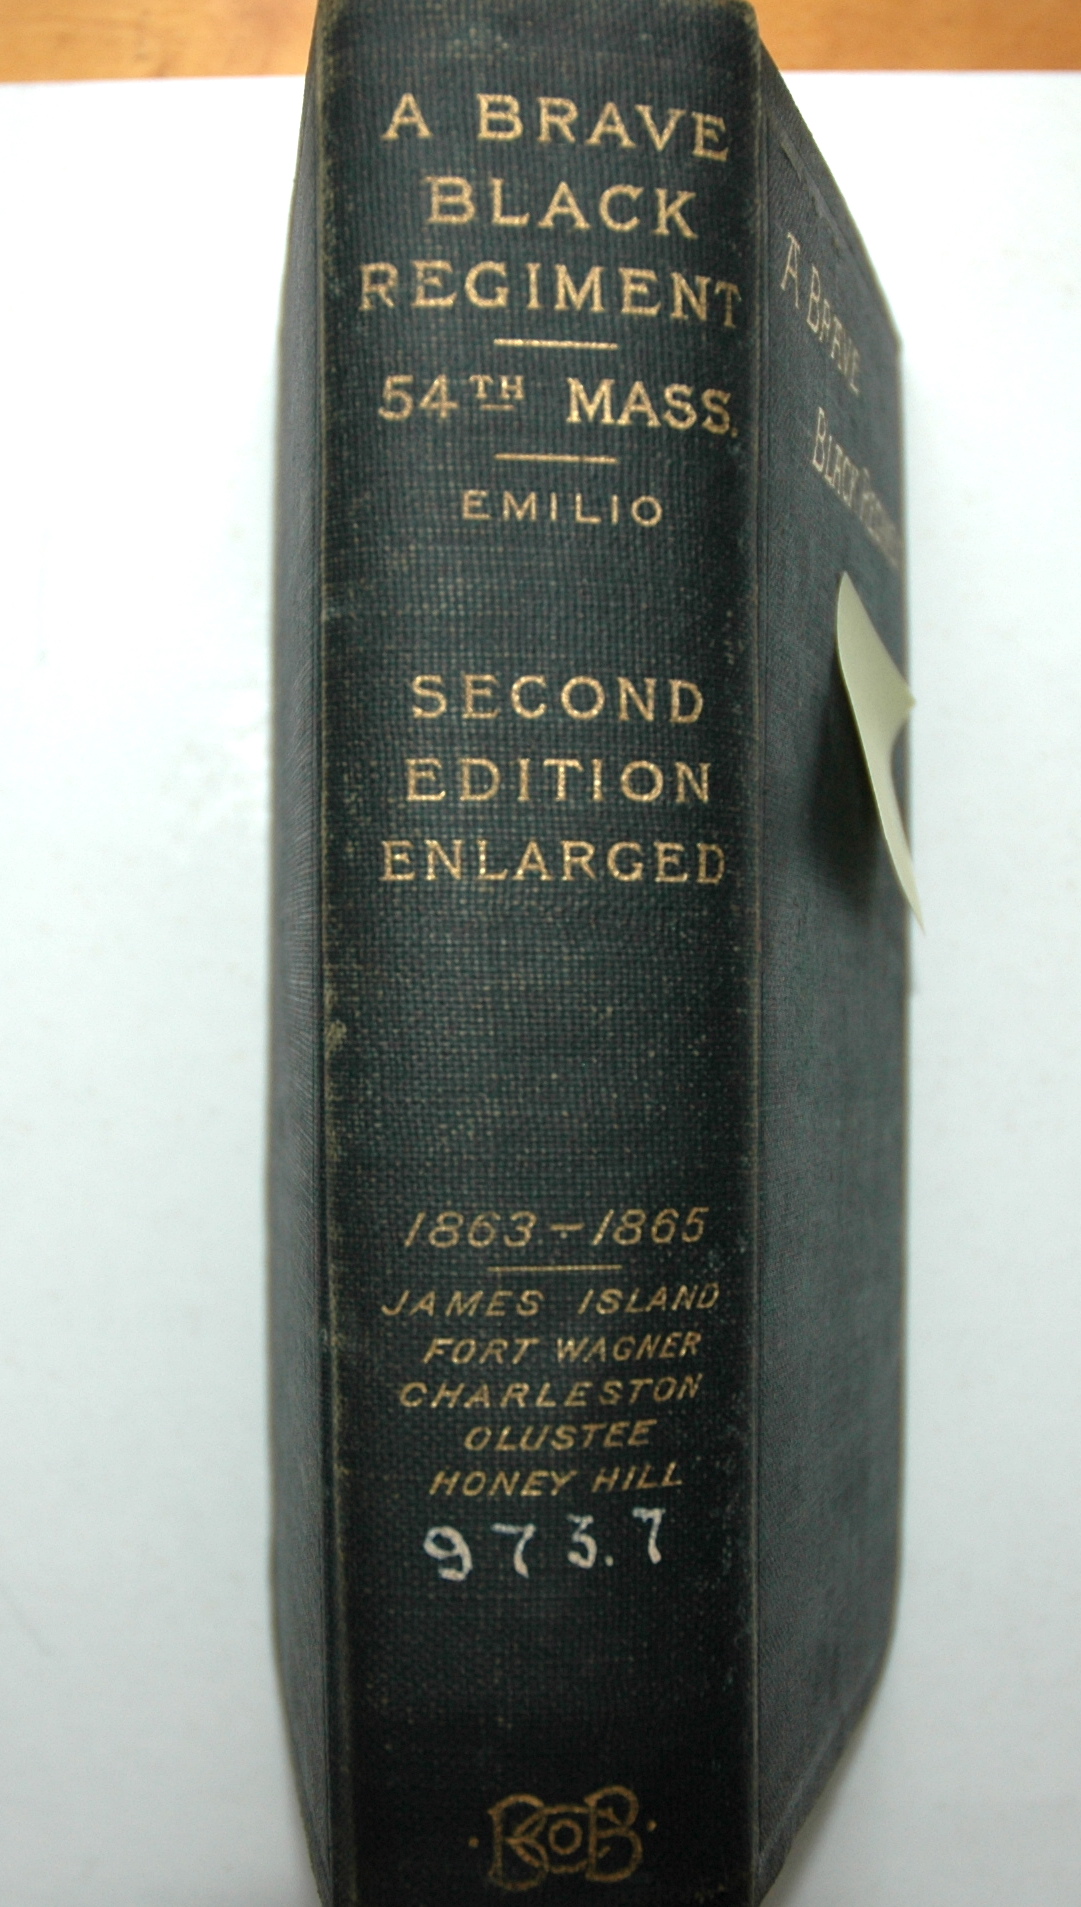 A BRAVE
BLACK
REGIMENT
54TH MASS.
EMILIO
SECOND
EDITION
ENLARGED
1863-1865
JAMES ISLAND
FORT WAGNER
CHARLESTON
OLUSTEE
HONEY HILL
973.7
A BRAVE
BLACK REGIMENT